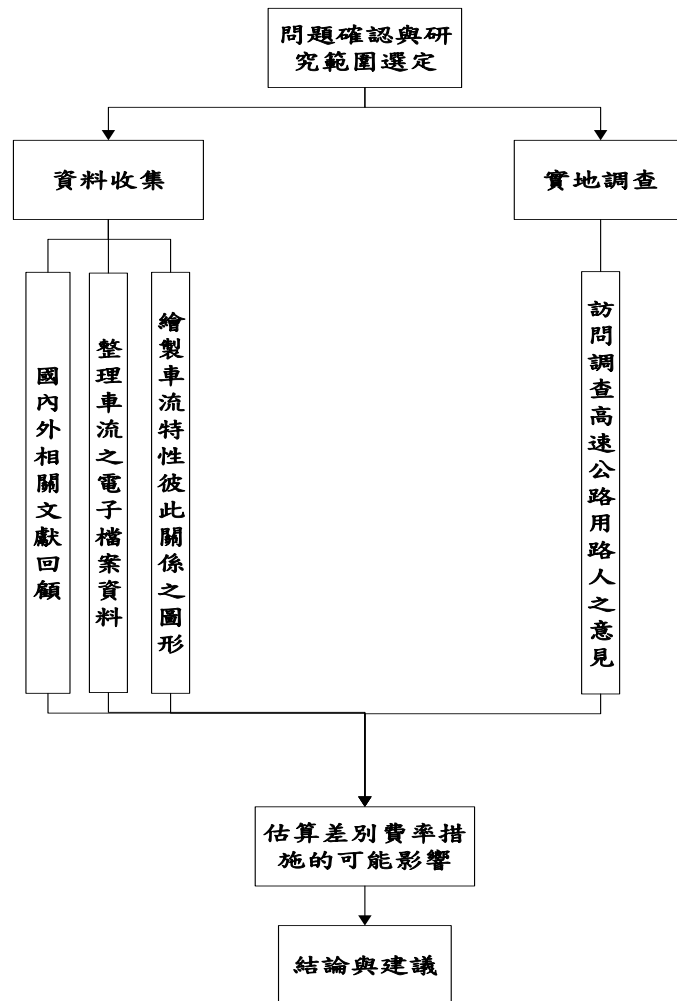 問題確認與研
究範圍選定
資料收集
實地調查
國內外相關文獻回顧
整理車流之電子檔案資料
繪製車流特性彼此關係之圖形
訪問調查高速公路用路人之意見
估算差別費率措
施的可能影響
結論與建議